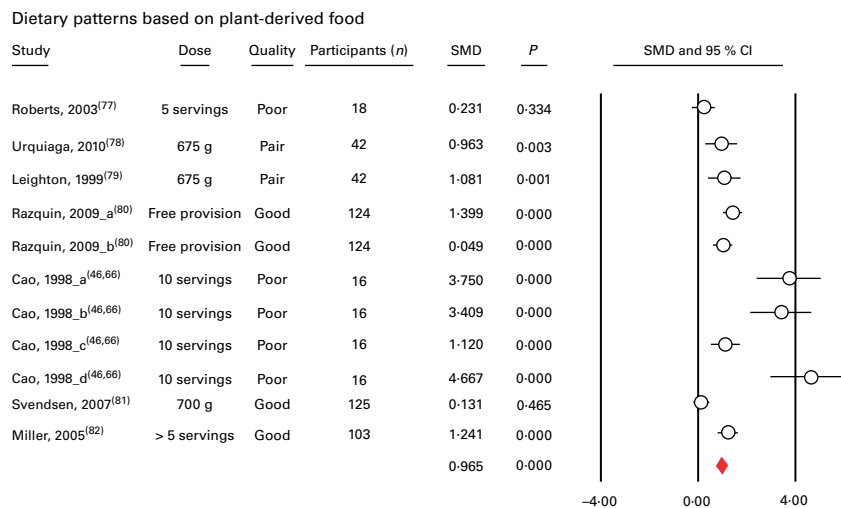 Dietary patterns based on plant-derived food
Study Dose Quality Participants (n) SMD P SMD and 95 % CI
Roberts, 2003(77) 5 servings Poor 18 0·231 0·334
Urquiaga, 2010(78) 675 g Pair 42 0·963 0·003
Leighton, 1999(79) 675 g Pair 42 1·081 0·001
Razquin, 2009_a(80) Free provision Good 124 1·399 0·000
Razquin, 2009_b(80) Free provision Good 124 0·049 0·000
Cao, 1998_a(46,66) 10 servings Poor 16 3·750 0·000
Cao, 1998_b(46,66) 10 servings Poor 16 3·409 0·000
Cao, 1998_c(46,66) 10 servings Poor 16 1·120 0·000
Cao, 1998_d(46,66) 10 servings Poor 16 4·667 0·000
Svendsen, 2007(81) 700 g Good 125 0·131 0·465
Miller, 2005(82) > 5 servings Good 103 1·241 0·000
0·965 0·000
–4·00 0·00 4·00